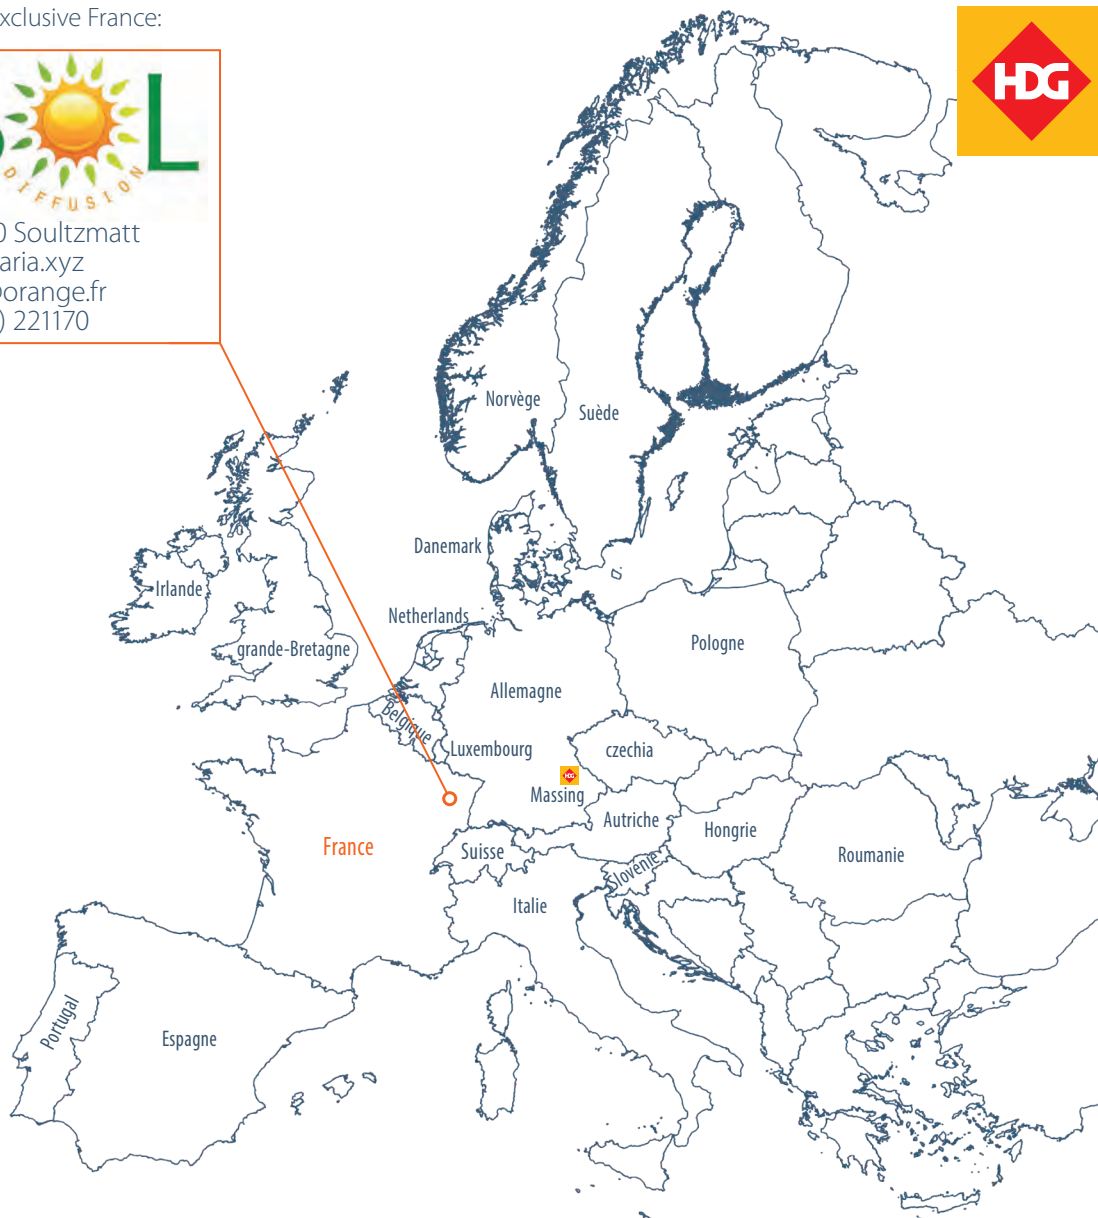 xclusive France:
HDG
SOL
DIFFUSION
0 Soultzmatt
aria.xyz
@orange.fr
) 221170
Norvège
Suède
Danemark
Irlande
Netherlands
grande-Bretagne
Pologne
Allemagne
Belgique
Luxembourg
czechia
HDG
Massing
Autriche
Hongrie
France
Suisse
Slovénie
Roumanie
Italie
Portugal
Espagne